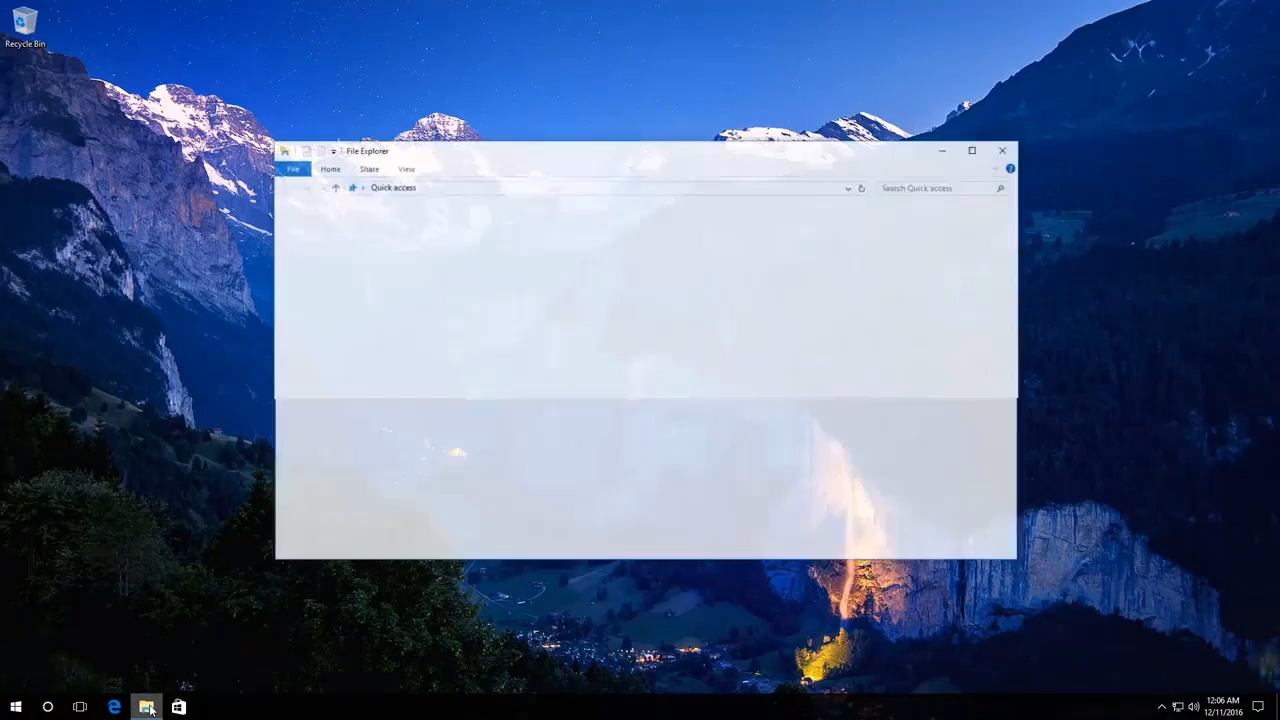 Recycle Bin
File Explorer
File Home Share View
Quick access
Search Quick access
12:06 AM
12/11/2016